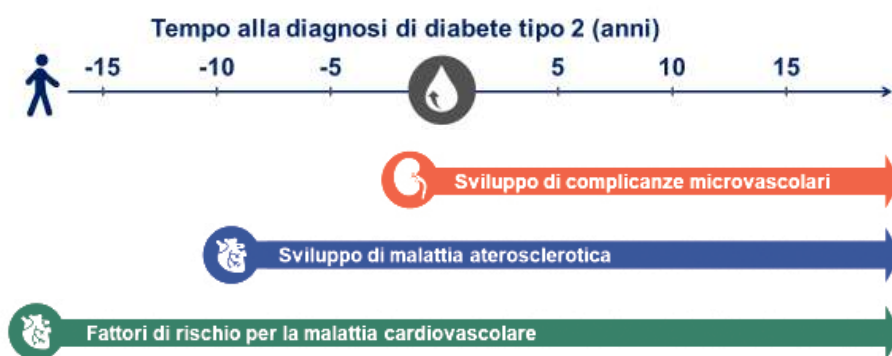 Tempo alla diagnosi di diabete tipo 2 (anni)
-15 -10 -5 5 10 15
Sviluppo di complicanze microvascolari
Sviluppo di malattia aterosclerotica
Fattori di rischio per la malattia cardiovascolare